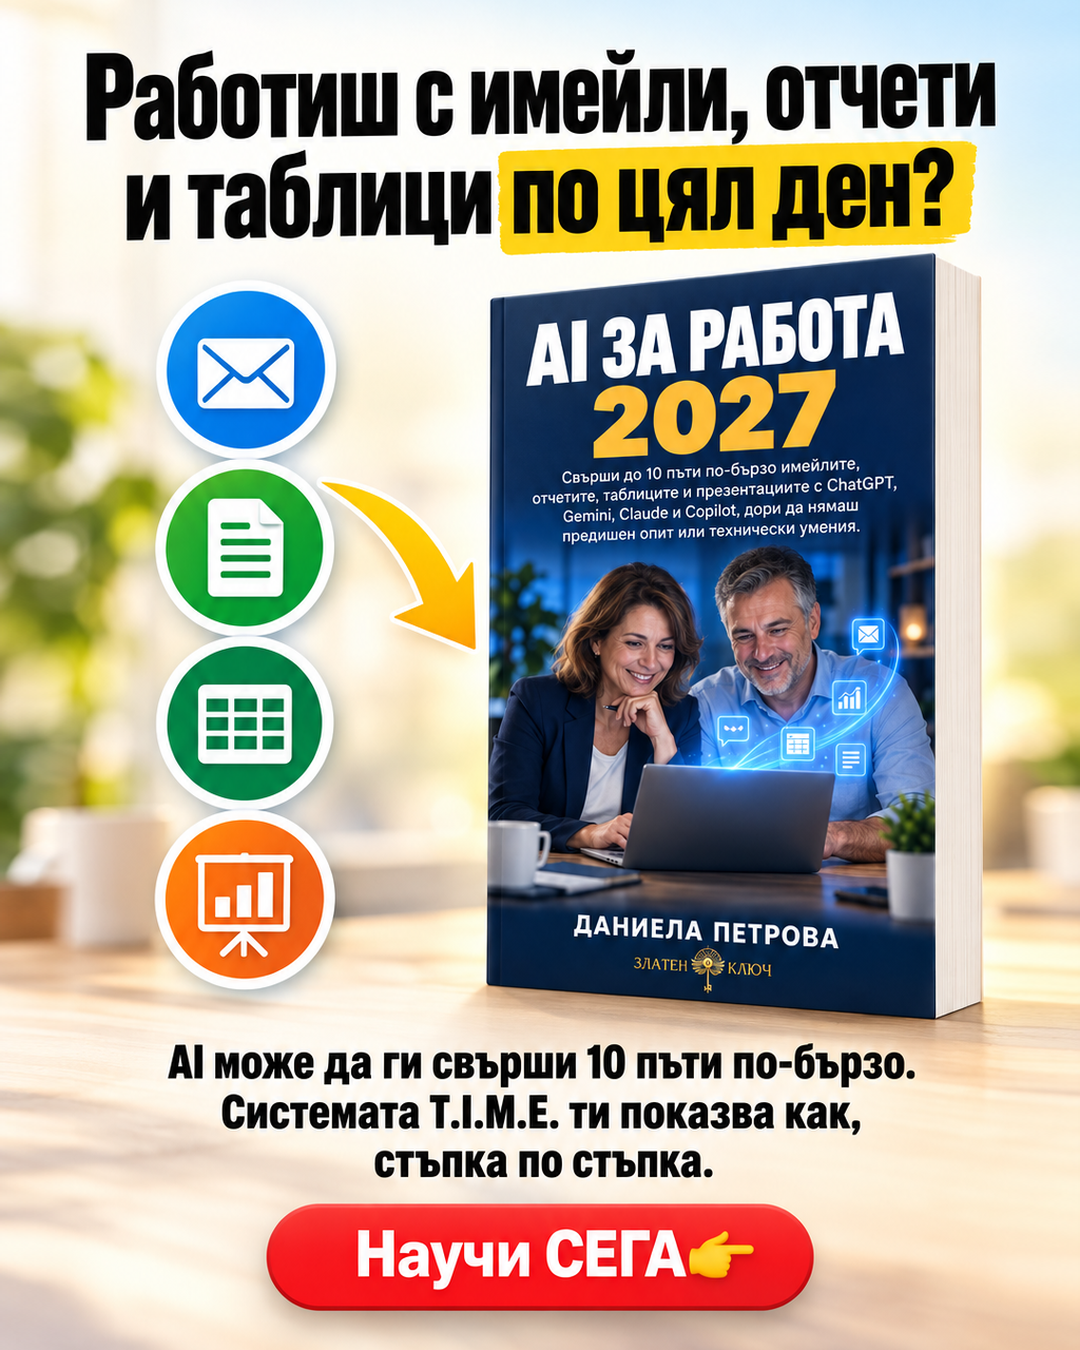 Работиш с имейли, отчети
и таблици по цял ден?
AI ЗА РАБОТА
2027
Свърши до 10 пъти по-бързо имейлите,
отчетите, таблиците и презентациите с ChatGPT,
Gemini, Claude и Copilot, дори да нямаш
предишен опит или технически умения.
ДАНИЕЛА ПЕТРОВА
ЗЛАТЕН КЛЮЧ
AI може да ги свърши 10 пъти по-бързо.
Системата T.I.M.E. ти показва как,
стъпка по стъпка.
Научи СЕГА👉